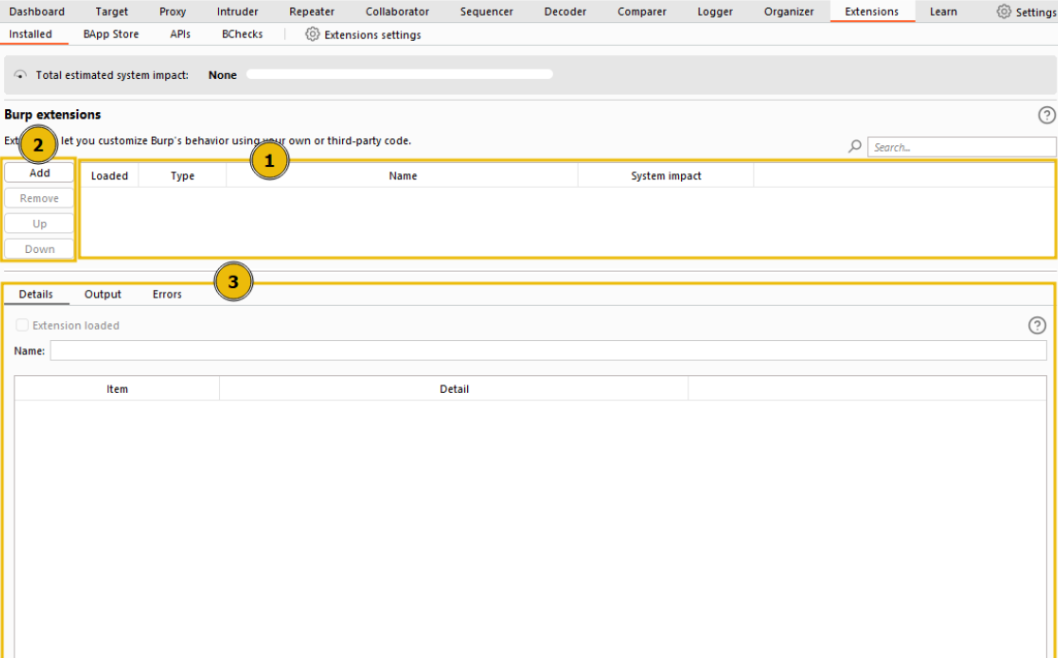 Dashboard Target Proxy Intruder Repeater Collaborator Sequencer Decoder Comparer Logger Organizer Extensions Learn Settings
Installed BApp Store APIs BChecks Extensions settings
Total estimated system impact: None
Burp extensions
?
Ext let you customize Burp's behavior using your own or third-party code.
2
1
Search...
Add Loaded Type Name System impact
Remove
Up
Down
3
Details Output Errors
Extension loaded
?
Name:
Item Detail